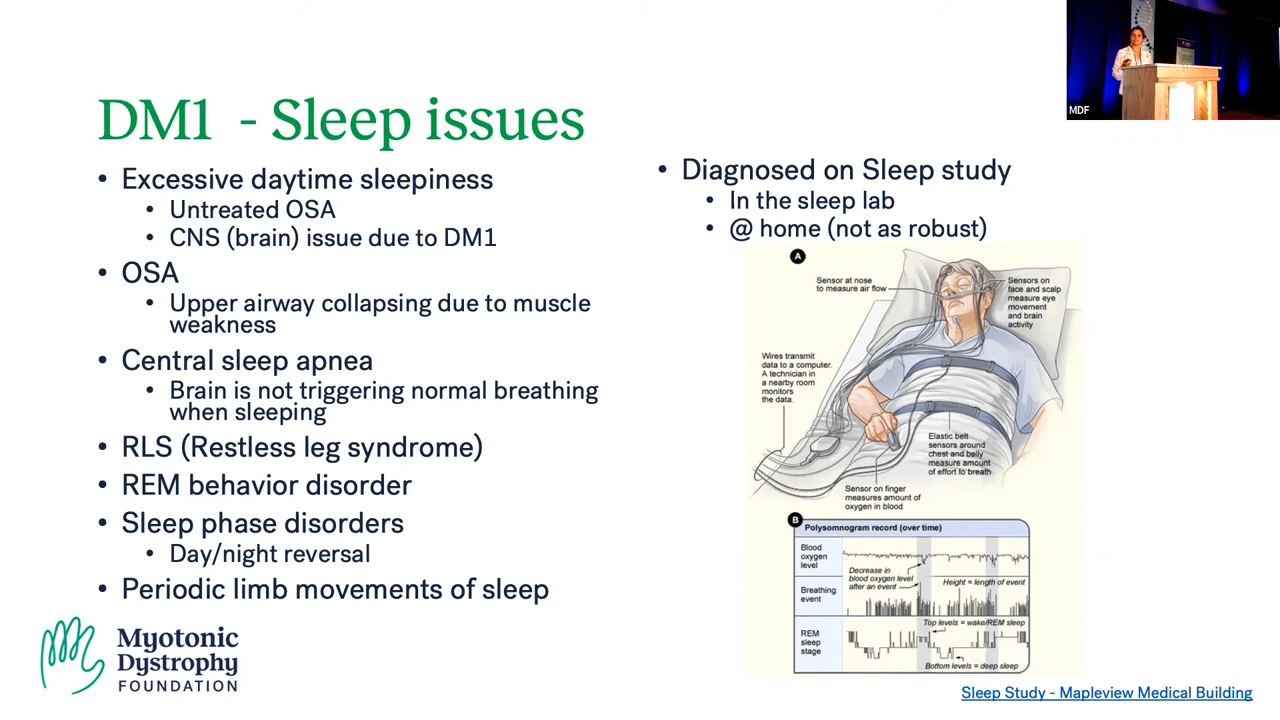 MDF
DM1 - Sleep issues
• Excessive daytime sleepiness
• Untreated OSA
• CNS (brain) issue due to DM1
• OSA
• Upper airway collapsing due to muscle
weakness
• Central sleep apnea
• Brain is not triggering normal breathing
when sleeping
• RLS (Restless leg syndrome)
• REM behavior disorder
• Sleep phase disorders
• Day/night reversal
• Periodic limb movements of sleep
Myotonic
Dystrophy
FOUNDATION
• Diagnosed on Sleep study
• In the sleep lab
• @ home (not as robust)
A
Sensor at nose
to measure air flow
Sensors on
face and scalp
measure eye
movement
and brain
activity
Wires transmit
data to a computer.
A technician in
a nearby room
monitors
the data.
Elastic belt
sensors around
chest and belly
measure amount
of effort to breath
Sensor on finger
measures amount of
oxygen in blood
B
Polysomnogram record (over time)
Blood
oxygen
level
Decrease in
blood oxygen level
after an event
Height = length of event
Breathing
event
Top levels = wake/REM sleep
REM
sleep
stage
Bottom levels = deep sleep
Sleep Study - Mapleview Medical Building